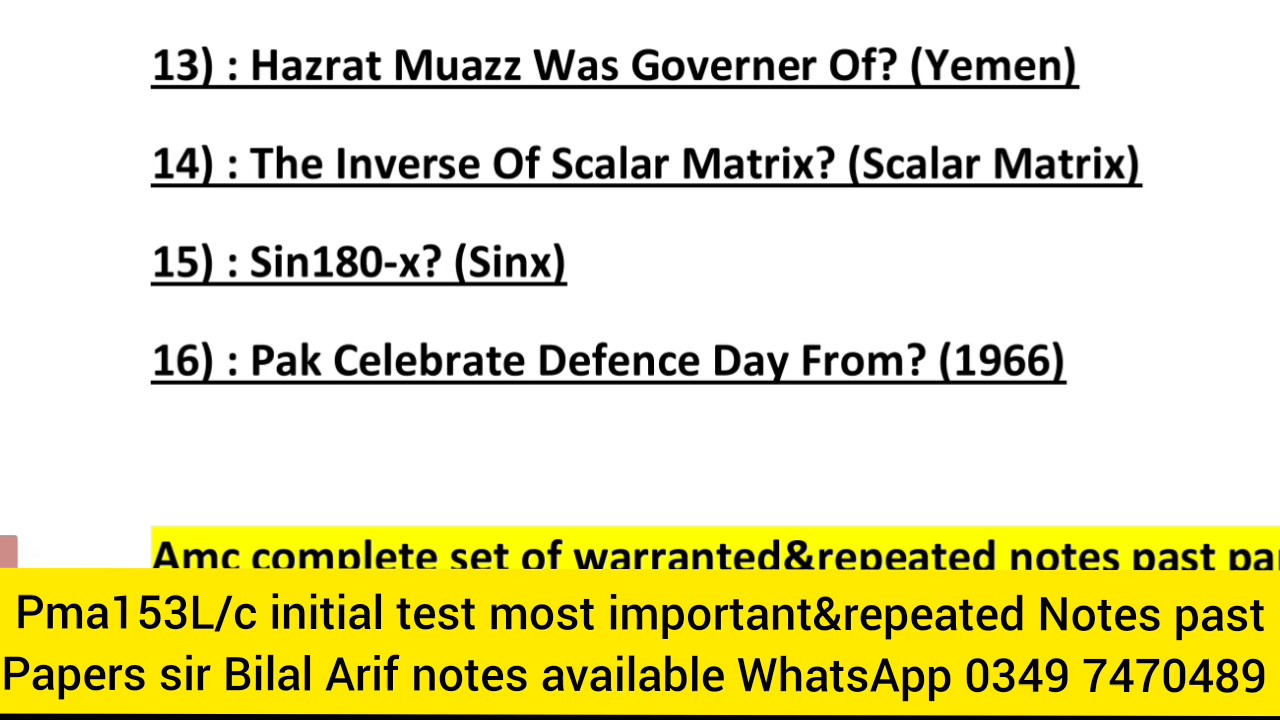 13) : Hazrat Muazz Was Governer Of? (Yemen)
14) : The Inverse Of Scalar Matrix? (Scalar Matrix)
15) : Sin180-x? (Sinx)
16) : Pak Celebrate Defence Day From? (1966)
Amc complete set of warranted&repeated notes past
Pma153L/c initial test most important&repeated Notes past
Papers sir Bilal Arif notes available WhatsApp 0349 7470489